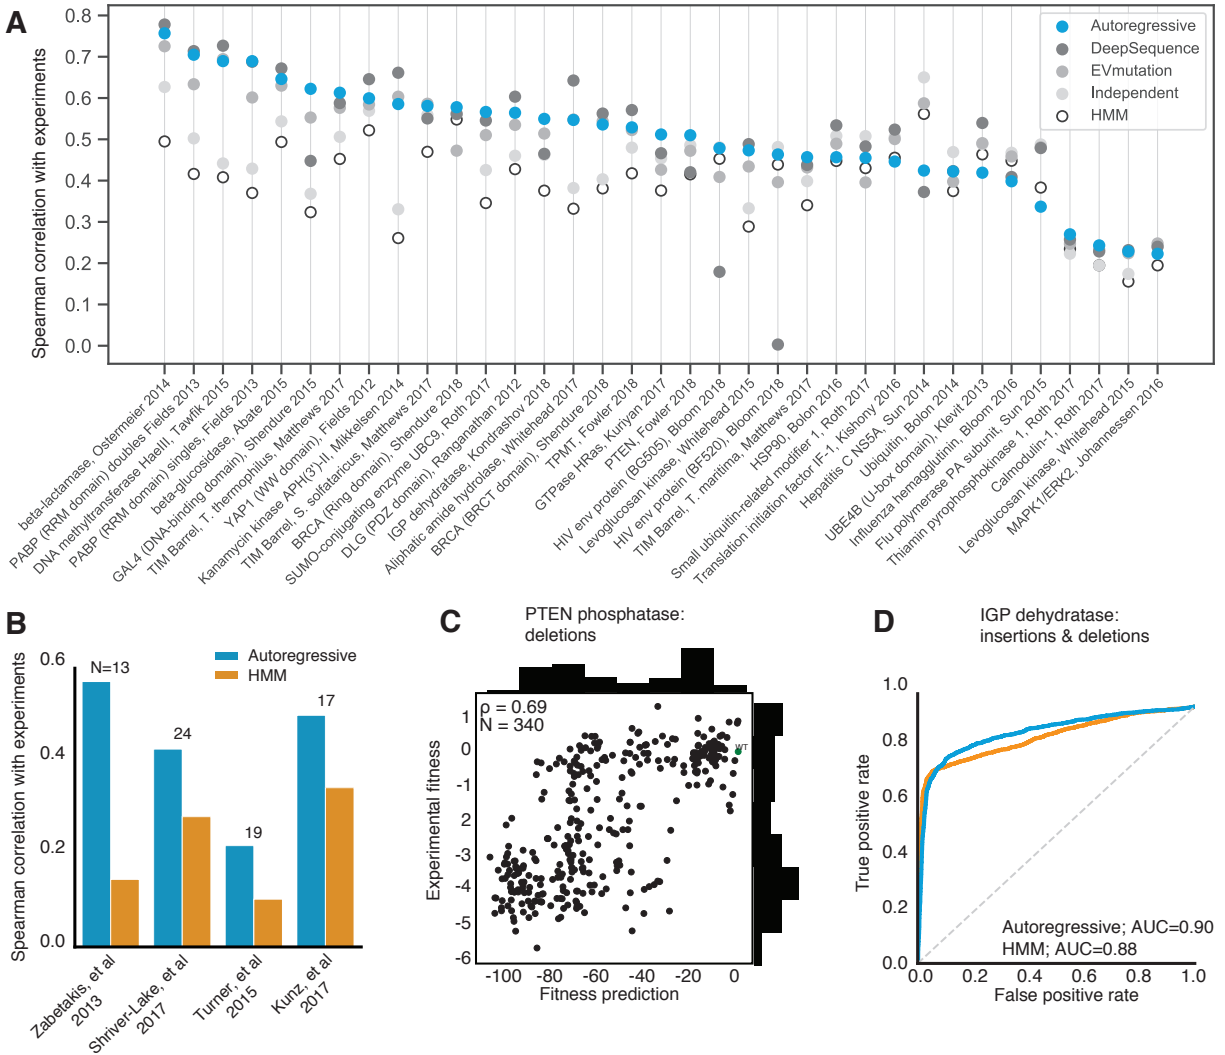 A
Spearman correlation with experiments
0.8
0.7
0.6
0.5
0.4
0.3
0.2
0.1
0.0
Autoregressive
DeepSequence
EVmutation
Independent
HMM
beta-lactamase, Ostermeier 2014
PABP (RRM domain) doubles Fields 2013
DNA methyltransferase HaeIII, Tawfik 2015
PABP (RRM domain) singles, Fields 2013
beta-glucosidase, Abate 2015
GAL4 (DNA-binding domain), Shendure 2015
TIM Barrel, T. thermophilus, Matthews 2017
YAP1 (WW domain), Fields 2012
Kanamycin kinase APH(3')-II, Mikkelsen 2014
TIM Barrel, S. solfataricus, Matthews 2017
BRCA (Ring domain), Shendure 2018
SUMO-conjugating enzyme UBC9, Roth 2017
DLG (PDZ domain), Ranganathan 2012
IGP dehydratase, Kondrashov 2018
Aliphatic amide hydrolase, Whitehead 2017
BRCA (BRCT domain), Shendure 2018
TPMT, Fowler 2018
GTPase HRas, Kuriyan 2017
PTEN, Fowler 2018
HIV env protein (BG505), Bloom 2018
Levoglucosan kinase, Whitehead 2015
HIV env protein (BF520), Bloom 2018
TIM Barrel, T. maritima, Matthews 2017
HSP90, Bolon 2016
Small ubiquitin-related modifier 1, Roth 2017
Translation initiation factor IF-1, Kishony 2016
Hepatitis C NS5A, Sun 2014
Ubiquitin, Bolon 2014
UBE4B (U-box domain), Klevit 2013
Influenza hemagglutinin, Bloom 2016
Flu polymerase PA subunit, Sun 2015
Thiamin pyrophosphokinase 1, Roth 2017
Calmodulin-1, Roth 2017
Levoglucosan kinase, Whitehead 2015
MAPK1/ERK2, Johannessen 2016
B
Spearman correlation with experiments
0.6
0.4
0.2
0.0
Autoregressive
HMM
N=13
24
19
17
Zabetakis, et al
2013
Shriver-Lake, et al
2017
Turner, et al
2015
Kunz, et al
2017
C
PTEN phosphatase:
deletions
ρ = 0.69
N = 340
WT
Experimental fitness
1
0
-1
2
-3
-4
-5
-6
-100 -80 -60 -40 -20 0
Fitness prediction
D
IGP dehydratase:
insertions & deletions
True positive rate
1.0
0.8
0.6
0.4
0.2
0.0
Autoregressive; AUC=0.90
HMM; AUC=0.88
0.0 0.2 0.4 0.6 0.8 1.0
False positive rate